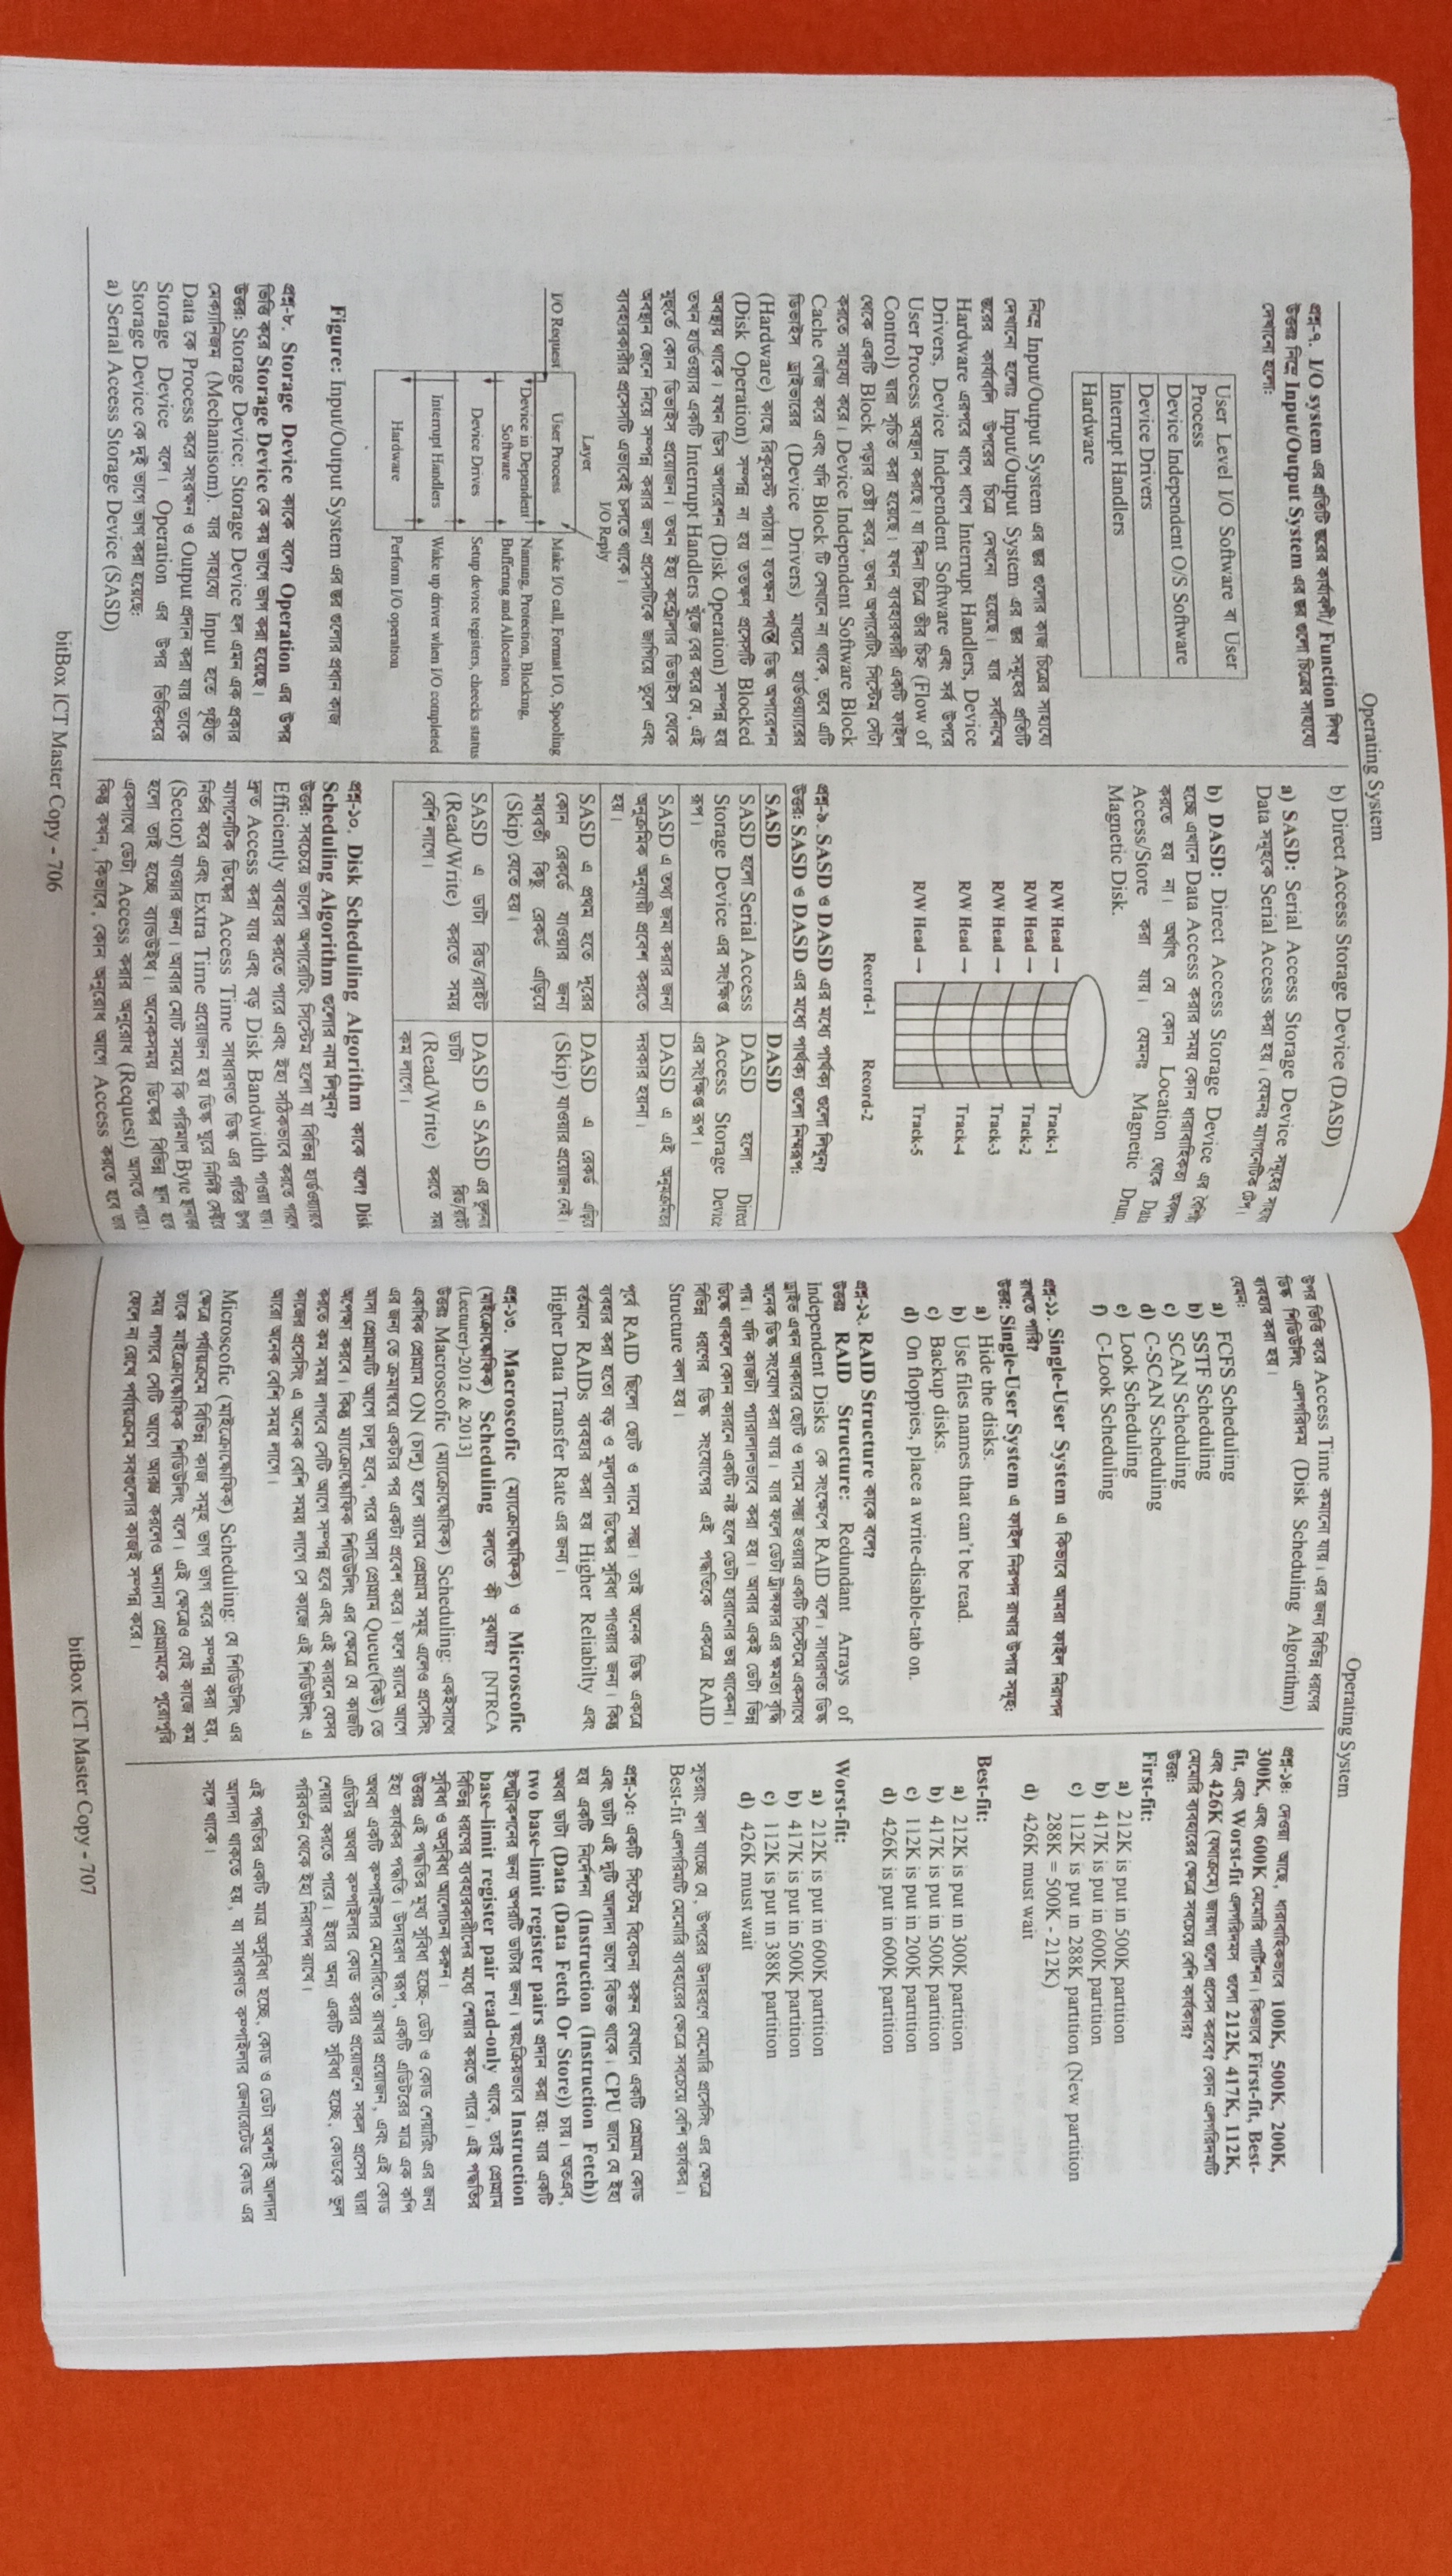 Operating System
প্রশ্ন-৭. I/O system এর প্রতিটি স্তরের কার্যাবলী/ Function লিখ?
উত্তরঃ নিম্নে Input/Output System এর স্তর গুলো চিত্রের সাহায্যে
দেখানো হলো:
User Level I/O Software বা User
Process
Device Independent O/S Software
Device Drivers
Interrupt Handlers
Hardware
নিম্নে Input/Output System এর স্তর গুলোর কাজ চিত্রের সাহায্যে
দেখানো হলোঃ Input/Output System এর স্তর সমূহের প্রতিটি
স্তরের কার্যাবলি উপরের চিত্রে দেখনো হয়েছে। যার সর্বনিম্নে
Hardware এরপরে ধাপে ধাপে Interrupt Handlers, Device
Drivers, Device Independent Software এবং সর্ব উপরে
User Process অবস্থান করছে। যা কিনা চিত্রে তীর চিহ্ন (Flow of
Control) দ্বারা সূচিত করা হয়েছে। যখন ব্যবহারকারী একটি ফাইল
থেকে একটি Block পড়ার চেষ্টা করে, তখন অপারেটিং সিস্টেম সেটা
করতে সাহায্য করে। Device Independent Software Block
Cache খোঁজ করে এবং যদি Block টি সেখানে না থাকে, তবে এটি
ডিভাইস ড্রাইভারের (Device Drivers) মাধ্যমে হার্ডওয়্যারের
(Hardware) কাছে রিকুয়েস্ট পাঠায়। যতক্ষন পর্যন্ত ডিস্ক অপারেশন
(Disk Operation) সম্পন্ন না হয় ততক্ষণ প্রসেসটি Blocked
অবস্থায় থাকে। যখন ডিস অপারেশন (Disk Operation) সম্পন্ন হয়
তখন হার্ডওয়্যার একটি Interrupt Handlers খুঁজে বের করে যে, এই
মুহুর্তে কোন ডিভাইস প্রয়োজন। তখন ইহা কন্ট্রোলার ডিভাইস থেকে
অবস্থান জেনে নিয়ে সম্পন্ন করার জন্য প্রসেসটিকে জাগিয়ে তুলে এবং
ব্যবহারকারীর প্রসেসটি এভাবেই চলতে থাকে।
I/O Reply
Layer
I/O Request
User Process
Make I/O call, Format I/O, Spooling
Device in Dependent
Software
Naming, Protection, Blocking,
Buffering and Allocation
Device Drives
Setup device tegisters, cheecks status
Interrupt Handlers
Wake up driver when I/O completed
Hardware
Perform I/O operation
Figure: Input/Output System এর স্তর গুলোর প্রধান কাজ
প্রশ্ন-৮. Storage Device কাকে বলে? Operation এর উপর
ভিত্তি করে Storage Device কে কয় ভাগে ভাগ করা হয়েছে।
উত্তর: Storage Device: Storage Device হল এমন এক প্রকার
মেক্যানিজম (Mechanisom). যার সাহায্যে Input হতে গৃহীত
Data কে Process করে সংরক্ষন ও Output প্রদান করা যায় তাকে
Storage Device বলে। Operation এর উপর ভিত্তিকরে
Storage Device কে দুই ভাগে ভাগ করা হয়েছে:
a) Serial Aceess Storage Device (SASD)
b) Direct Access Storage Device (DASD)
a) SASD: Serial Access Storage Device সমূহের সাহায্যে
Data সমূহকে Serial Access করা হয়। যেমনঃ ম্যাগনেটিক টেপ।
b) DASD: Direct Access Storage Device এর বৈশিষ্ট্য
হচ্ছে এখানে Data Access করার সময় কোন ধারাবাহিকতা অবলম্বন
করতে হয় না। অর্থাৎ যে কোন Location থেকে Data
Access/Store করা যায়। যেমনঃ Magnetic Drum,
Magnetic Disk.
R/W Head
Track-1
R/W Head
Track-2
R/W Head
Track-3
R/W Head
Track-4
R/W Head
Track-5
Record-1 Record-2
প্রশ্ন-৯. SASD ও DASD এর মধ্যে পার্থক্য গুলো লিখুন?
উত্তর: SASD ও DASD এর মধ্যে পার্থক্য গুলো নিম্মরূপ:
SASD
DASD
SASD হলো Serial Access
Storage Device এর সংক্ষিপ্ত
রূপ।
DASD হলো Direct
Access Storage Device
এর সংক্ষিপ্ত রূপ।
SASD এ তথ্য জমা করার জন্য
অনুক্রমিক অনুযায়ী প্রবেশ করতে
হয়।
DASD এ এই অনুমক্রমিতার
দরকার হয়না।
SASD এ প্রথম হতে দূরের
কোন রেকর্ডে যাওয়ার জন্য
মধ্যবর্তী কিছু রেকর্ড এড়িয়ে
(Skip) যেতে হয়।
DASD এ রেকর্ড এড়িয়ে
(Skip) যাওয়ার প্রয়োজন নেই।
SASD এ ডাটা রিড/রাইট
(Read/Write) করতে সময়
বেশি লাগে।
DASD এ SASD এর তুলনায়
ডাটা রিড/রাইট
(Read/Write) করতে সময়
কম লাগে।
প্রশ্ন-১০. Disk Scheduling Algorithm কাকে বলে? Disk
Scheduling Algorithm গুলোর নাম লিখুন?
উত্তর: সবচেয়ে ভালো অপারেটিং সিস্টেম হলো যা বিভিন্ন হার্ডওয়্যারকে
Efficiently ব্যবহার করতে পারে এবং ইহা সঠিকভাবে করতে পারলে
দ্রুত Access করা যায় এবং বড় Disk Bandwidth পাওয়া যায়।
ম্যাগনেটিক ডিস্কের Access Time সাধারণত ডিস্ক এর গতির উপর
নির্ভর করে এবং Extra Time প্রয়োজন হয় ডিস্ক ঘুরে নির্দিষ্ট সেক্টরে
(Sector) যাওয়ার জন্য। আবার মোট সময়ে কি পরিমাণ Byte স্থানান্তর
হলো তাই হচ্ছে ব্যান্ডউইথ। অনেকসময় ডিস্কের বিভিন্ন স্থান হতে
একসাথে ডেটা Access করার অনুরোধ (Request) আসতে পারে।
কিন্তু কখন, কিভাবে, কোন অনুরোধ আগে Access করতে হবে তার
bitBox ICT Master Copy - 706
Operating System
উপর ভিত্তি করে Access Time কমানো যায়। এর জন্য বিভিন্ন ধরণের
ডিস্ক শিডিউলিং এলগরিদম (Disk Scheduling Algorithm)
ব্যবহার করা হয়।
যেমন:
a) FCFS Scheduling
b) SSTF Scheduling
c) SCAN Scheduling
d) C-SCAN Scheduling
e) Look Scheduling
f) C-Look Scheduling
প্রশ্ন-১১. Single-User System এ কিভাবে আমরা ফাইল নিরাপদ
রাখতে পারি?
উত্তর: Single-User System এ ফাইল নিরাপদ রাখার উপায় সমূহ:
a) Hide the disks.
b) Use files names that can't be read.
c) Backup disks.
d) On floppies, place a write-disable-tab on.
প্রশ্ন-১২. RAID Structure কাকে বলে?
উত্তরঃ RAID Structure: Redundant Arrays of
Independent Disks কে সংক্ষেপে RAID বলে। সাধারণত ডিস্ক
ড্রাইভ এখন আকারে ছোট ও দামে সস্তা হওয়ায় একটি সিস্টেমে একসাথে
অনেক ডিস্ক সংযোগ করা যায়। যার ফলে ডেটা ট্রান্সফার এর ক্ষমতা বৃদ্ধি
পায়। যদি কাজটা প্যারালালভাবে করা হয়। আবার একই ডেটা ভিন্ন
ডিস্কে থাকলে কোন কারনে একটি নষ্ট হলে ডেটা হারানোর ভয় থাকেনা।
বিভিন্ন ধরণের ডিস্ক সংযোগের এই পদ্ধতিকে একত্রে RAID
Structure বলা হয়।
পূর্বে RAID ছিলো ছোট ও দামে সস্তা। তাই অনেক ডিস্ক একত্রে
ব্যবহার করা হতো বড় ও মূল্যবান ডিস্কের সুবিধা পাওয়ার জন্য। কিন্তু
বর্তমানে RAIDs ব্যবহার করা হয় Higher Reliabilty এবং
Higher Data Transfer Rate এর জন্য।
প্রশ্ন-১৩. Macroscofic (ম্যাক্রোস্কোফিক) ও Microscofic
(মাইক্রোস্কোফিক) Scheduling বলতে কী বুঝায়? [NTRCA
(Lecturer)-2012 & 2013]
উত্তরঃ Macroscofic (ম্যাক্রোস্কোফিক) Scheduling: একইসাথে
একাধিক প্রোগ্রাম ON (চালু) হলে র‍্যামে প্রোগ্রাম সমূহ এলেও প্রসেসিং
এর জন্য তে ক্রমান্বয়ে একটার পর একটা প্রবেশ করে। ফলে র‍্যামে আগে
আসা প্রোগ্রামটি আগে চালু হবে, পরে আসা প্রোগ্রাম Queue(কিউ) তে
অপেক্ষা করবে। কিন্তু ম্যাক্রোস্কোফিক শিডিউলিং এর ক্ষেত্রে যে কাজটি
করতে কম সময় লাগবে সেটি আগে সম্পন্ন হবে এবং এই কারনে যেসব
কাজের প্রসেসিং এ অনেক বেশি সময় লাগে সে কাজে এই শিডিউলিং এ
আরো অনেক বেশি সময় লাগে।
Microscofic (মাইক্রোস্কোফিক) Scheduling: যে শিডিউলিং এর
ক্ষেত্রে পর্যায়ক্রমে বিভিন্ন কাজ সমূহ ভাগ ভাগ করে সম্পন্ন করা হয়,
তাকে মাইক্রোস্কোফিক শিডিউলিং বলে। এই ক্ষেত্রেও যেই কাজে কম
সময় লাগবে সেটি আগে আরম্ভ করলেও অন্যান্য প্রোগ্রামকে পুরোপুরি
ফেলে না রেখে পর্যায়ক্রমে সবগুলোর কাজই সম্পন্ন করে।
প্রশ্ন-১৪: দেওয়া আছে, ধারাবাহিকভাবে 100K, 500K, 200K,
300K, এবং 600K মেমোরি পার্টিশন। কিভাবে First-fit, Best-
fit, এবং Worst-fit এলগরিদমস গুলো 212K, 417K, 112K,
এবং 426K (যথাক্রমে) জায়গা গুলো প্রসেস করবে? কোন এলগরিদমটি
মেমোরি ব্যবহারের ক্ষেত্রে সবচেয়ে বেশি কার্যকার?
উত্তর:
First-fit:
a) 212K is put in 500K partition
b) 417K is put in 600K partition
c) 112K is put in 288K partition (New partition
288K = 500K - 212K)
d) 426K must wait
Best-fit:
a) 212K is put in 300K partition
b) 417K is put in 500K partition
c) 112K is put in 200K partition
d) 426K is put in 600K partition
Worst-fit:
a) 212K is put in 600K partition
b) 417K is put in 500K partition
c) 112K is put in 388K partition
d) 426K must wait
সুতরাং বলা যাচ্ছে যে, উপরের উদাহরণে মেমোরি প্রসেসিং এর ক্ষেত্রে
Best-fit এলগরিমটি মেমোরি ব্যবহারের ক্ষেত্রে সবচেয়ে বেশি কার্যকর।
প্রশ্ন-১৫: একটি সিস্টেম বিবেচনা করুন যেখানে একটি প্রোগ্রাম কোড
এবং ডাটা এই দুটি আলাদা ভাগে বিভক্ত থাকে। CPU জানে যে ইহা
হয় একটি নির্দেশনা (Instruction (Instruction Fetch))
অথবা ডাটা (Data (Data Fetch Or Store)) চায়। অতএব,
two base–limit register pairs প্রদান করা হয়: যার একটি
ইন্সট্রাকশনের জন্য অপরটি ডাটার জন্য। স্বয়ংক্রিয়ভাবে Instruction
base–limit register pair read-only থাকে, তাই প্রোগ্রাম
বিভিন্ন ধরণের ব্যবহারকারীদের মধ্যে শেয়ার করতে পারে। এই পদ্ধতির
সুবিধা ও অসুবিধা আলোচনা করুন।
উত্তরঃ এই পদ্ধতির মূখ্য সুবিধা হচ্ছে- ডেটা ও কোড শেয়ারিং এর জন্য
ইহা কার্যকর পদ্ধতি। উদাহরণ স্বরূপ, একটি এডিটরের মাত্র এক কপি
অথবা একটি কম্পাইলার মেমোরিতে রাখার প্রয়োজন, এবং এই কোড
এডিটর অথবা কম্পাইলার কোড করার প্রয়োজনে সকল প্রসেস দ্বারা
শেয়ার করতে পারে। ইহার অন্য একটি সুবিধা হচ্ছে, কোডকে ভুল
পরিবর্তন থেকে ইহা নিরাপদ রাখে।
এই পদ্ধতির একটি মাত্র অসুবিধা হচ্ছে, কোড ও ডেটা অবশ্যই আলাদা
আলাদা থাকতে হয়, যা সাধারণত কম্পাইলার জেনারেটেড কোড এর
সঙ্গে থাকে।
bitBox ICT Master Copy - 707